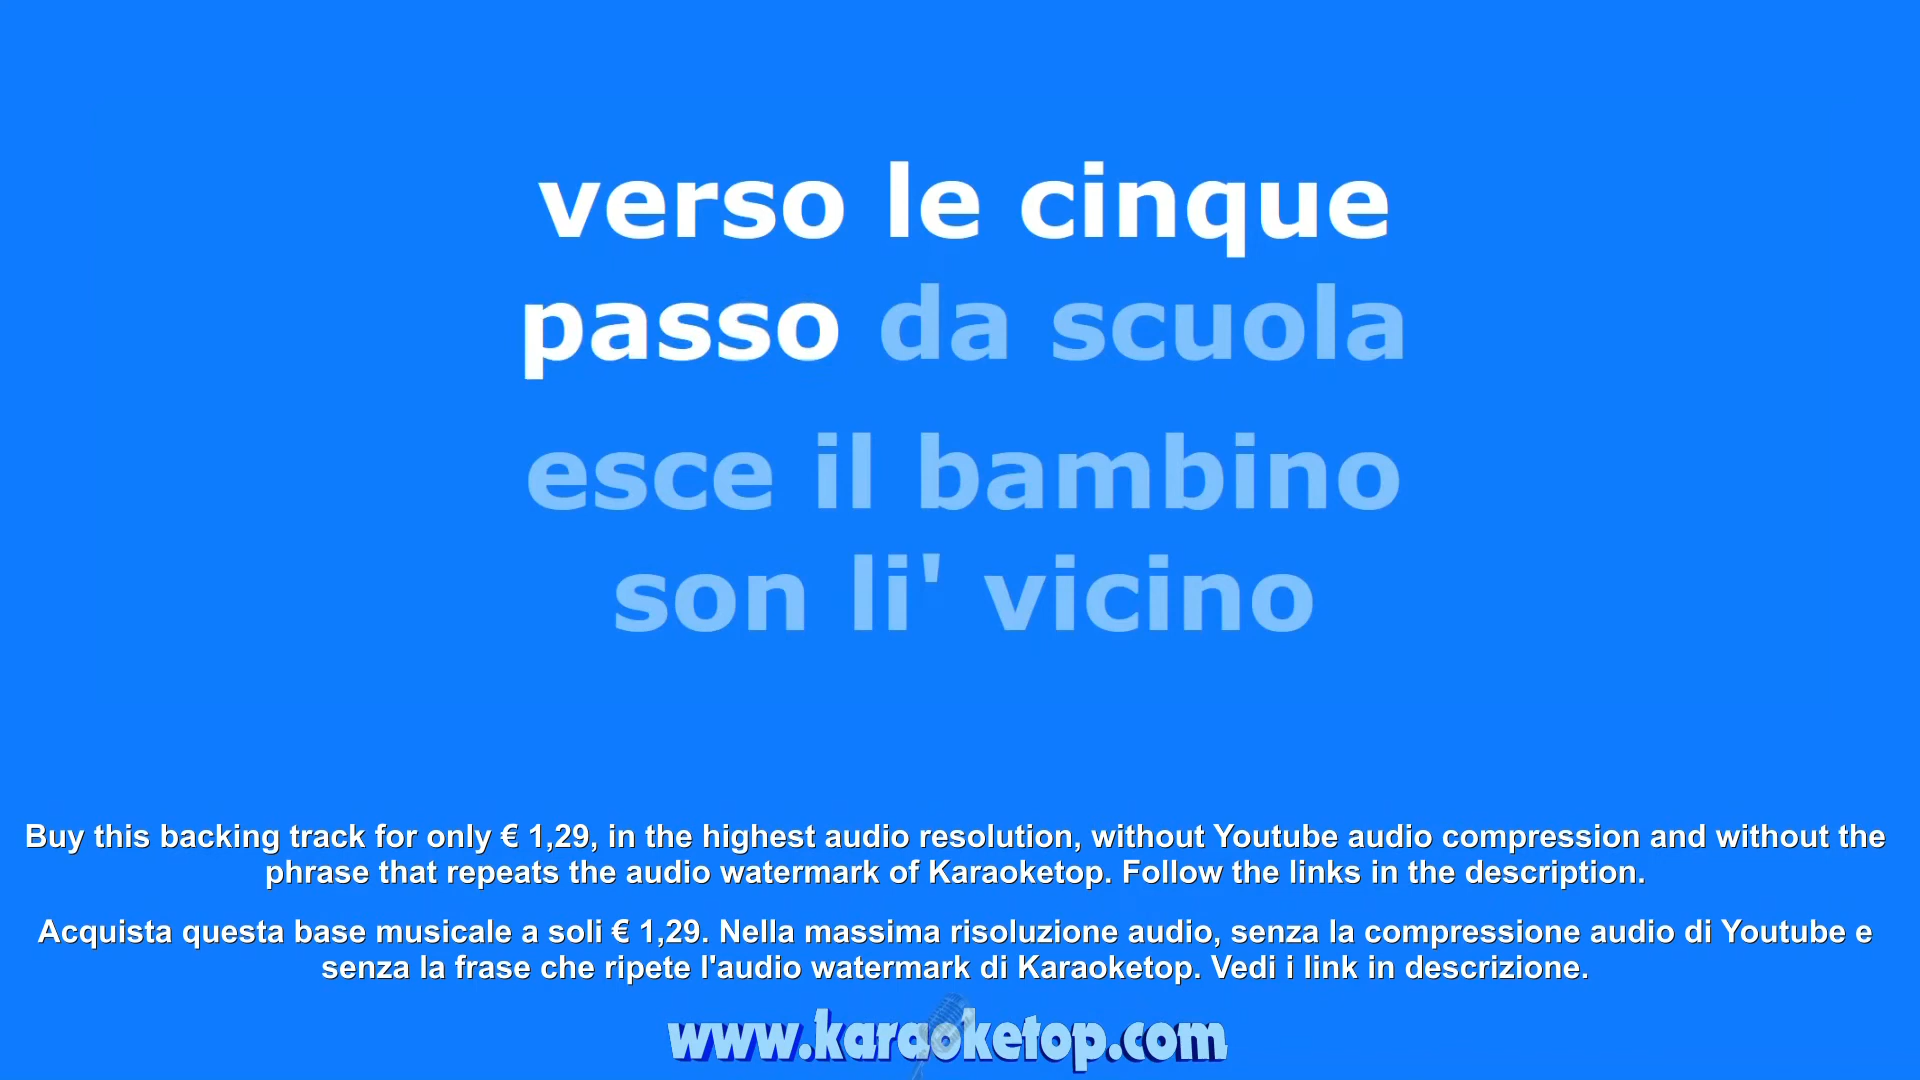 verso le cinque
passo da scuola
esce il bambino
son li' vicino
Buy this backing track for only € 1,29, in the highest audio resolution, without Youtube audio compression and without the
phrase that repeats the audio watermark of Karaoketop. Follow the links in the description.
Acquista questa base musicale a soli € 1,29. Nella massima risoluzione audio, senza la compressione audio di Youtube e
senza la frase che ripete l'audio watermark di Karaoketop. Vedi i link in descrizione.
www.karaoketop.com